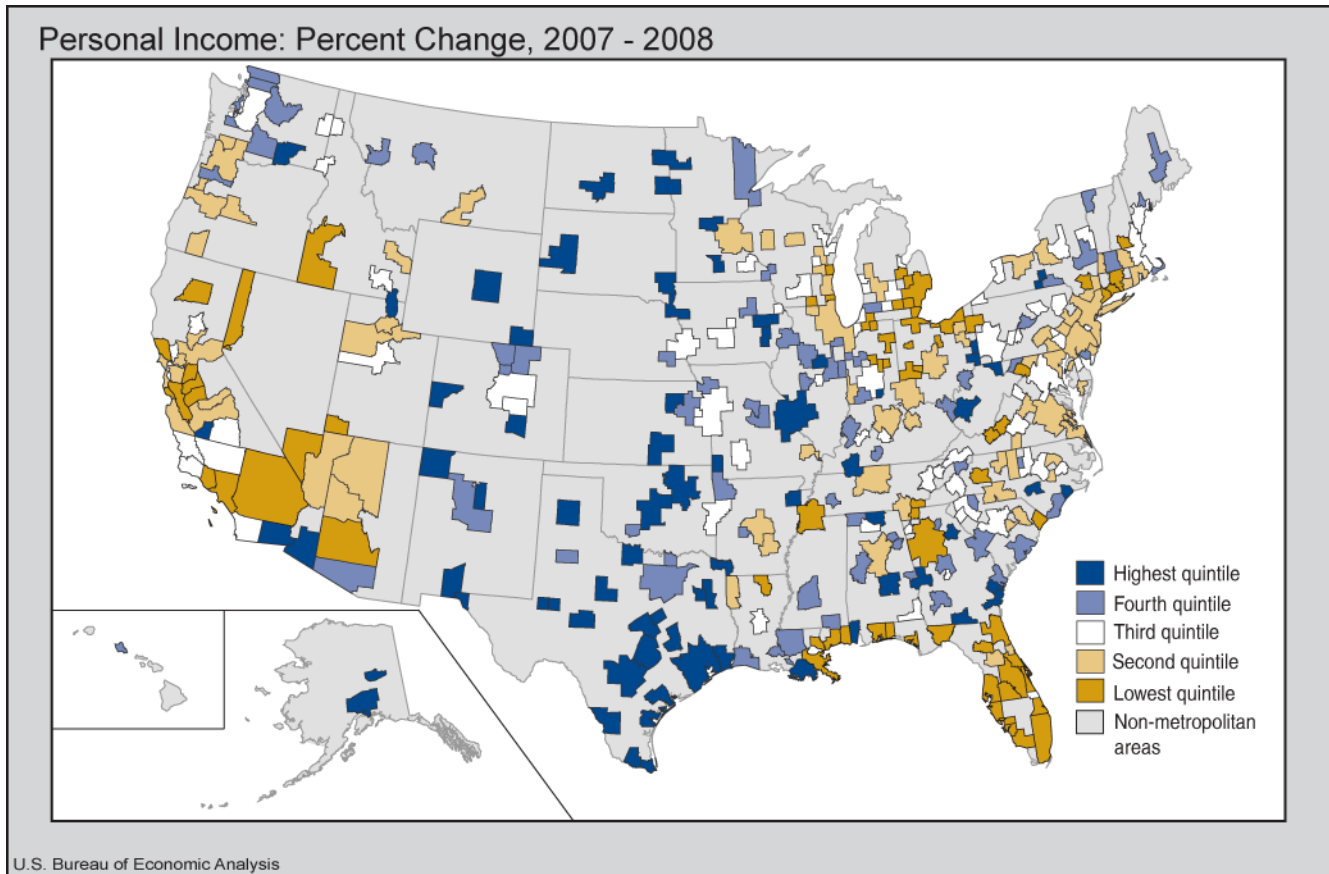 Personal Income: Percent Change, 2007 - 2008
Highest quintile
Fourth quintile
Third quintile
Second quintile
Lowest quintile
Non-metropolitan
areas
U.S. Bureau of Economic Analysis